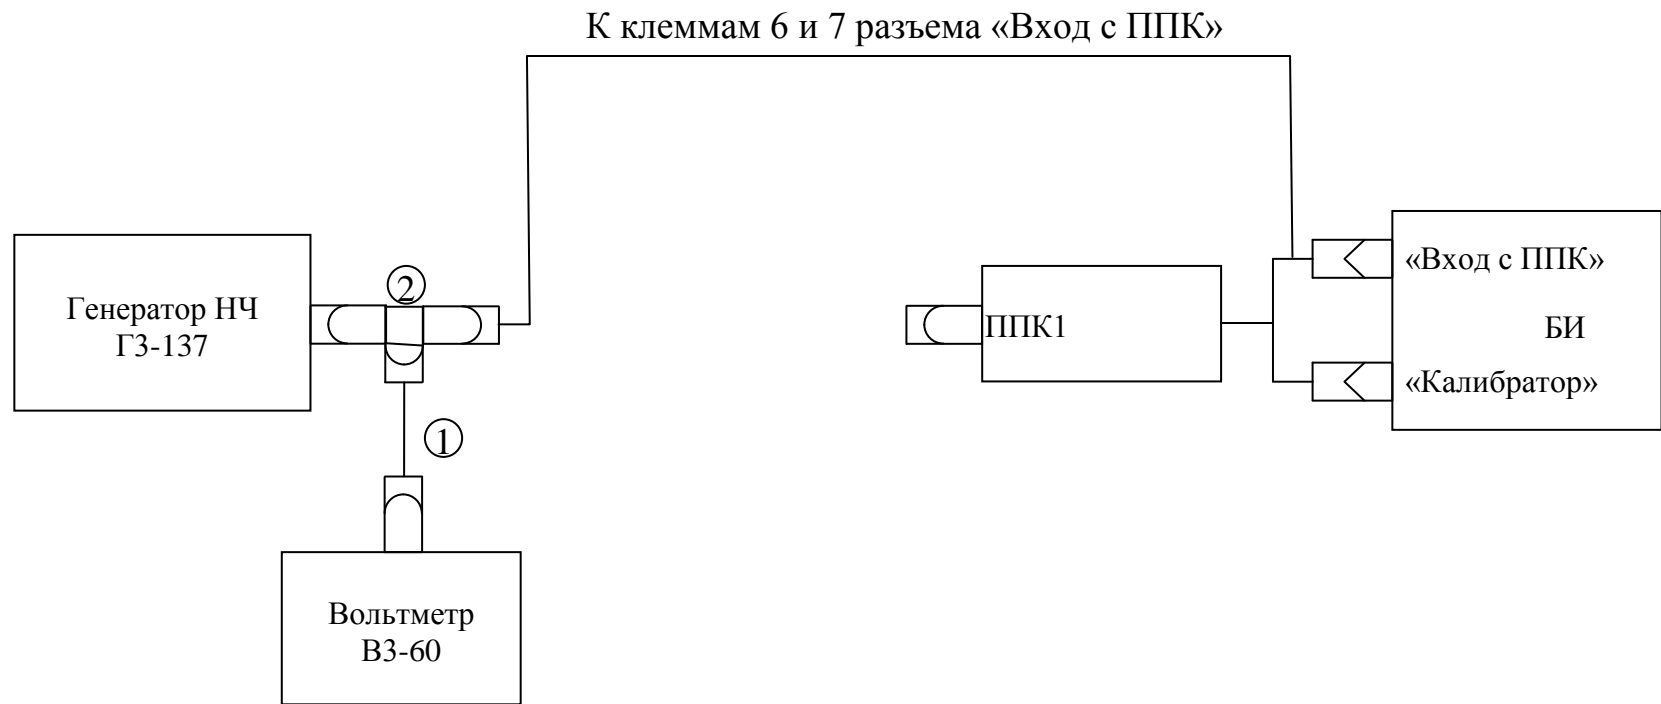 К клеммам 6 и 7 разъема «Вход с ППК»
Генератор НЧ
Г3-137
2
ППК1
«Вход с ППК»
БИ
«Калибратор»
1
Вольтметр
В3-60